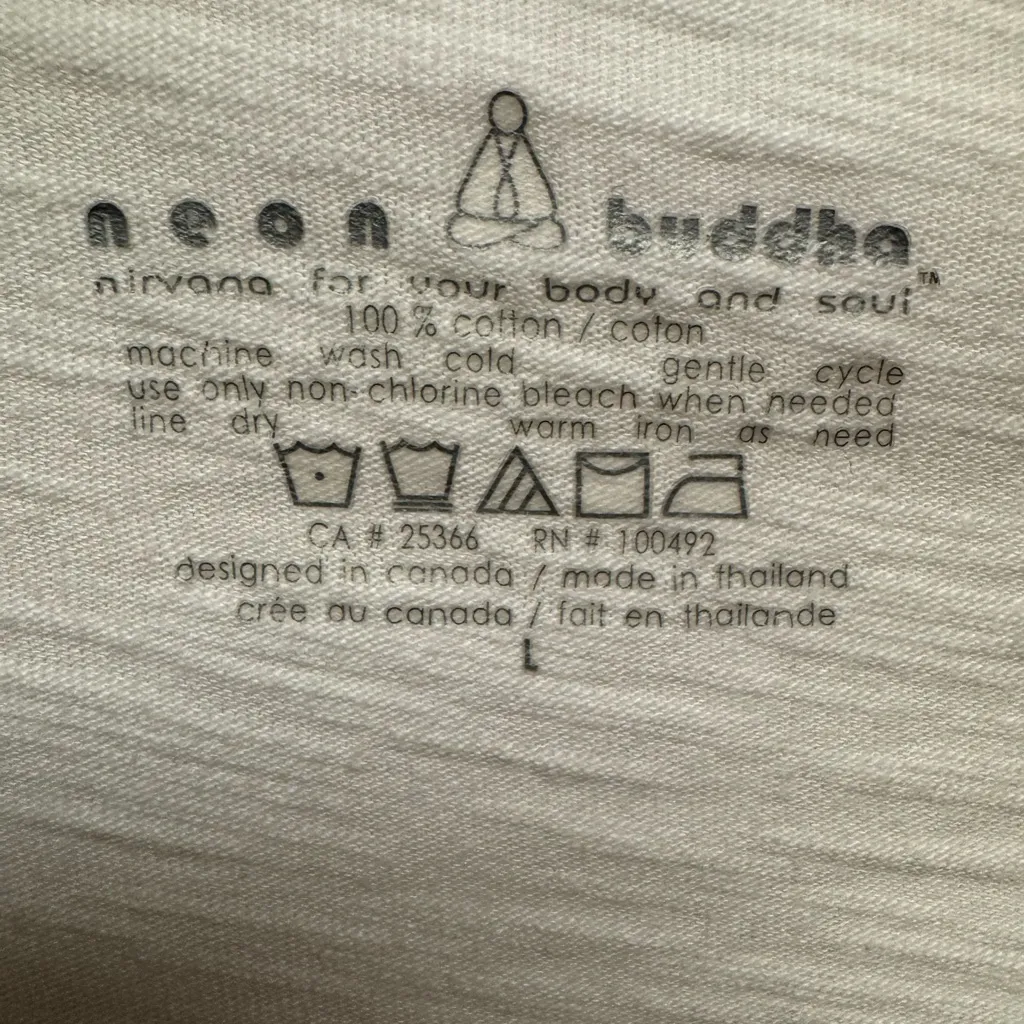 neon buddha™
nirvana for your body and soul
100 % cotton / coton
machine wash cold gentle cycle
use only non-chlorine bleach when needed
line dry warm iron as need
CA # 25366 RN # 100492
designed in canada / made in thailand
crée au canada / fait en thailande
L